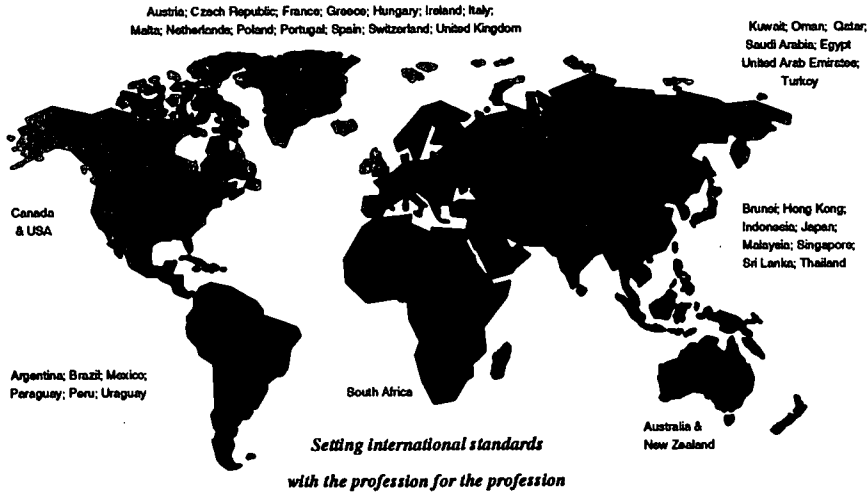 Austria; Czech Republic; France; Greece; Hungary; Ireland; Italy;
Malta; Netherlands; Poland; Portugal; Spain; Switzerland; United Kingdom
Kuwait; Oman; Qatar;
Saudi Arabia; Egypt
United Arab Emirates;
Turkey
Canada
& USA
Brunei; Hong Kong;
Indonesia; Japan;
Malaysia; Singapore;
Sri Lanka; Thailand
Argentina; Brazil; Mexico;
Paraguay; Peru; Uraguay
South Africa
Australia &
New Zealand
Setting international standards
with the profession for the profession